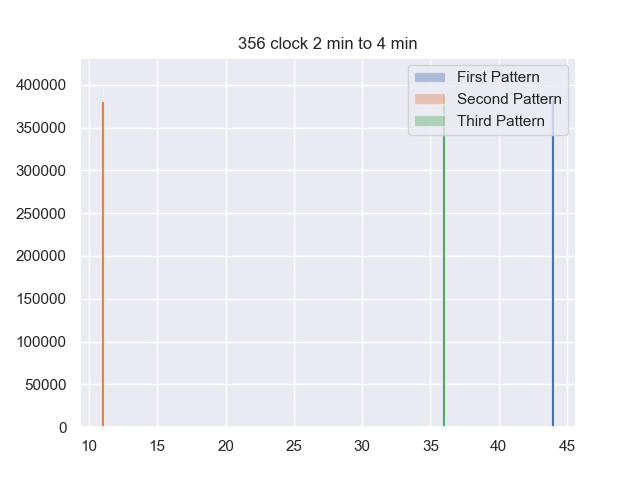 356 clock 2 min to 4 min
First Pattern
Second Pattern
Third Pattern
400000
350000
300000
250000
200000
150000
100000
50000
0
10 15 20 25 30 35 40 45